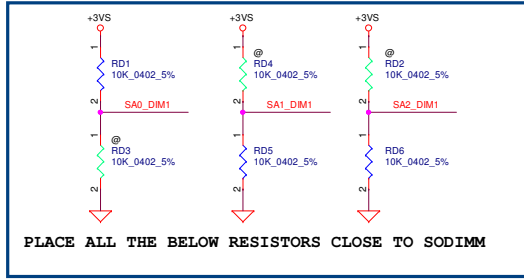 +3VS +3VS +3VS
1 1 @ 1 @
RD1 RD4 RD2
10K_0402_5% 10K_0402_5% 10K_0402_5%
2 2 2
SA0_DIM1 SA1_DIM1 SA2_DIM1
1 @ 1 1
RD3 RD5 RD6
10K_0402_5% 10K_0402_5% 10K_0402_5%
2 2 2
PLACE ALL THE BELOW RESISTORS CLOSE TO SODIMM